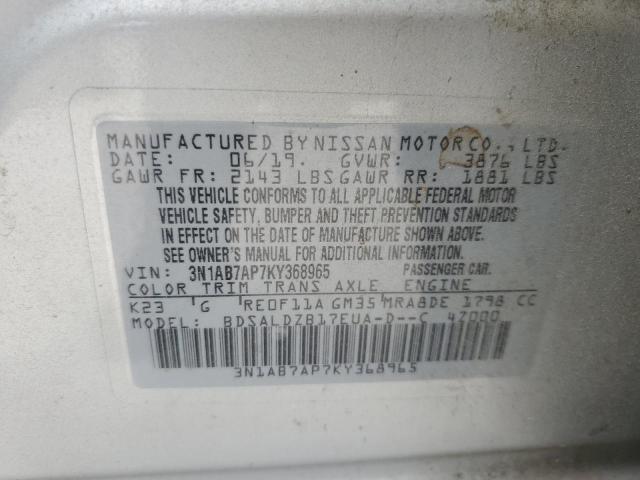 MANUFACTURED BY NISSAN MOTOR CO., LTD.
DATE: 06/19. GVWR: 3876 LBS
GAWR FR: 2143 LBS GAWR RR: 1881 LBS
THIS VEHICLE CONFORMS TO ALL APPLICABLE FEDERAL MOTOR
VEHICLE SAFETY, BUMPER AND THEFT PREVENTION STANDARDS
IN EFFECT ON THE DATE OF MANUFACTURE SHOWN ABOVE.
SEE OWNER'S MANUAL FOR ADDITIONAL INFORMATION.
VIN: 3N1AB7AP7KY368965 PASSENGER CAR.
COLOR TRIM TRANS AXLE ENGINE
K23 G RE0F11A GM35 MRA8DE 1798 CC
MODEL: BDSALDZB17EUA-D--C 4Z000
3N1AB7AP7KY368965